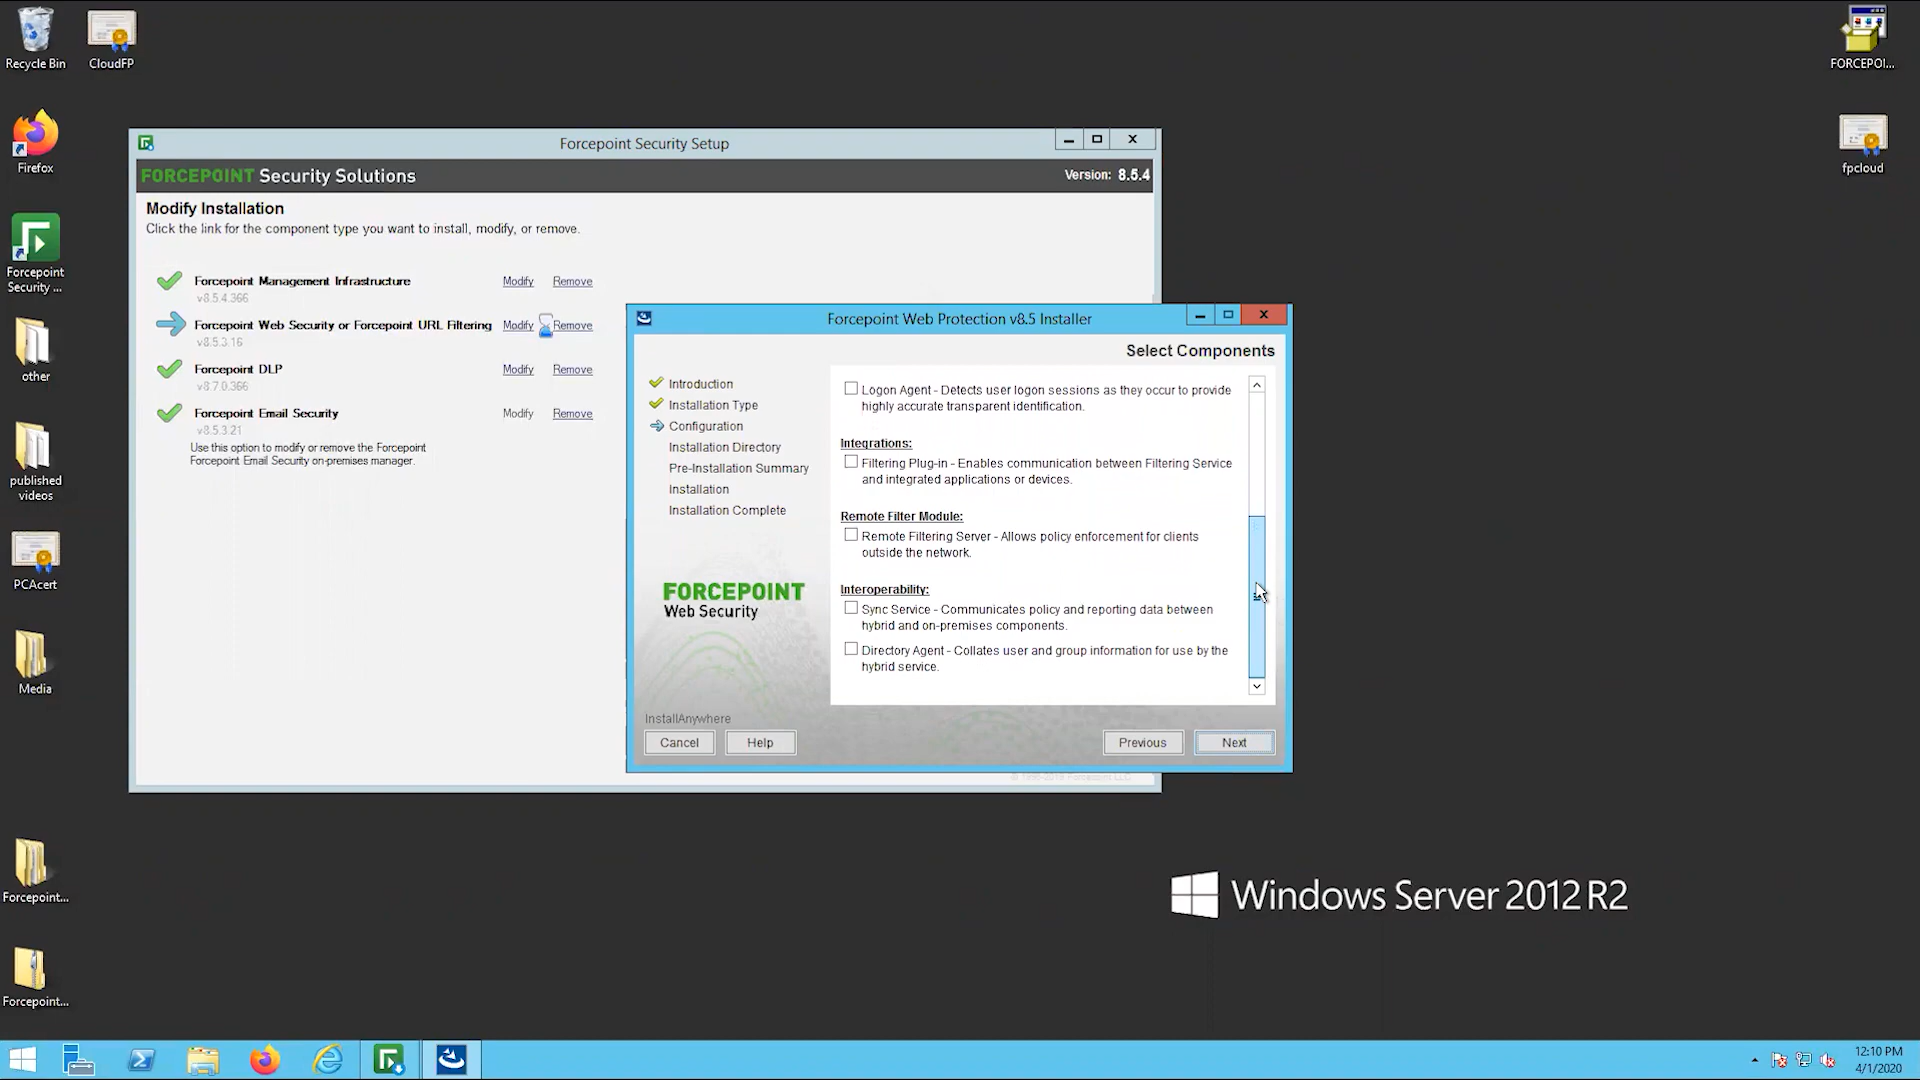 Recycle Bin
CloudFP
Firefox
Forcepoint
Security ...
other
published
videos
PCAcert
Media
Forcepoint...
Forcepoint...
FORCEPOI...
fpcloud
Forcepoint Security Setup
FORCEPOINT Security Solutions
Version: 8.5.4
Modify Installation
Click the link for the component type you want to install, modify, or remove.
Forcepoint Management Infrastructure Modify Remove
v8.5.4.366
Forcepoint Web Security or Forcepoint URL Filtering Modify Remove
v8.5.3.16
Forcepoint DLP Modify Remove
v8.7.0.366
Forcepoint Email Security Modify Remove
v8.5.3.21
Use this option to modify or remove the Forcepoint
Forcepoint Email Security on-premises manager.
Forcepoint Web Protection v8.5 Installer
Select Components
Introduction
Installation Type
Configuration
Installation Directory
Pre-Installation Summary
Installation
Installation Complete
FORCEPOINT
Web Security
Logon Agent - Detects user logon sessions as they occur to provide
highly accurate transparent identification.
Integrations:
Filtering Plug-in - Enables communication between Filtering Service
and integrated applications or devices.
Remote Filter Module:
Remote Filtering Server - Allows policy enforcement for clients
outside the network.
Interoperability:
Sync Service - Communicates policy and reporting data between
hybrid and on-premises components.
Directory Agent - Collates user and group information for use by the
hybrid service.
InstallAnywhere
Cancel
Help
Previous
Next
Forcepoint LLC
Windows Server 2012 R2
12:10 PM
4/1/2020